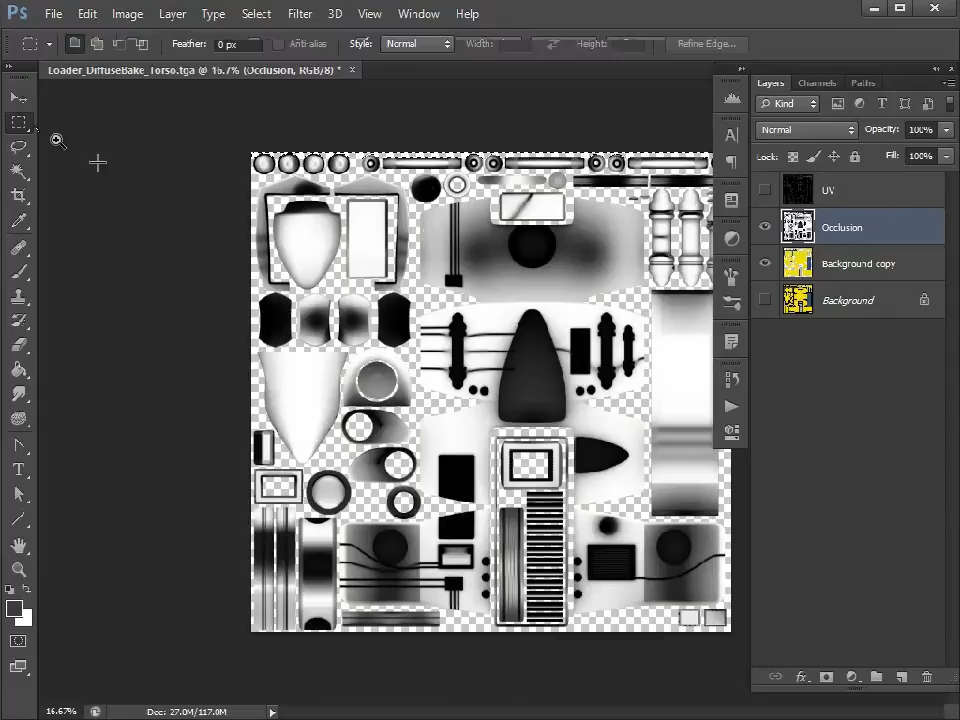 Ps File Edit Image Layer Type Select Filter 3D View Window Help
Feather: 0 px Anti-alias Style: Normal Width: Height: Refine Edge...
Loader_DiffuseBake_Torso.tga @ 16.7% (Occlusion, RGB/8) *
Layers Channels Paths
Kind
Normal Opacity: 100%
Lock: Fill: 100%
UV
Occlusion
Background copy
Background
16.67% Doc: 27.0M/117.0M